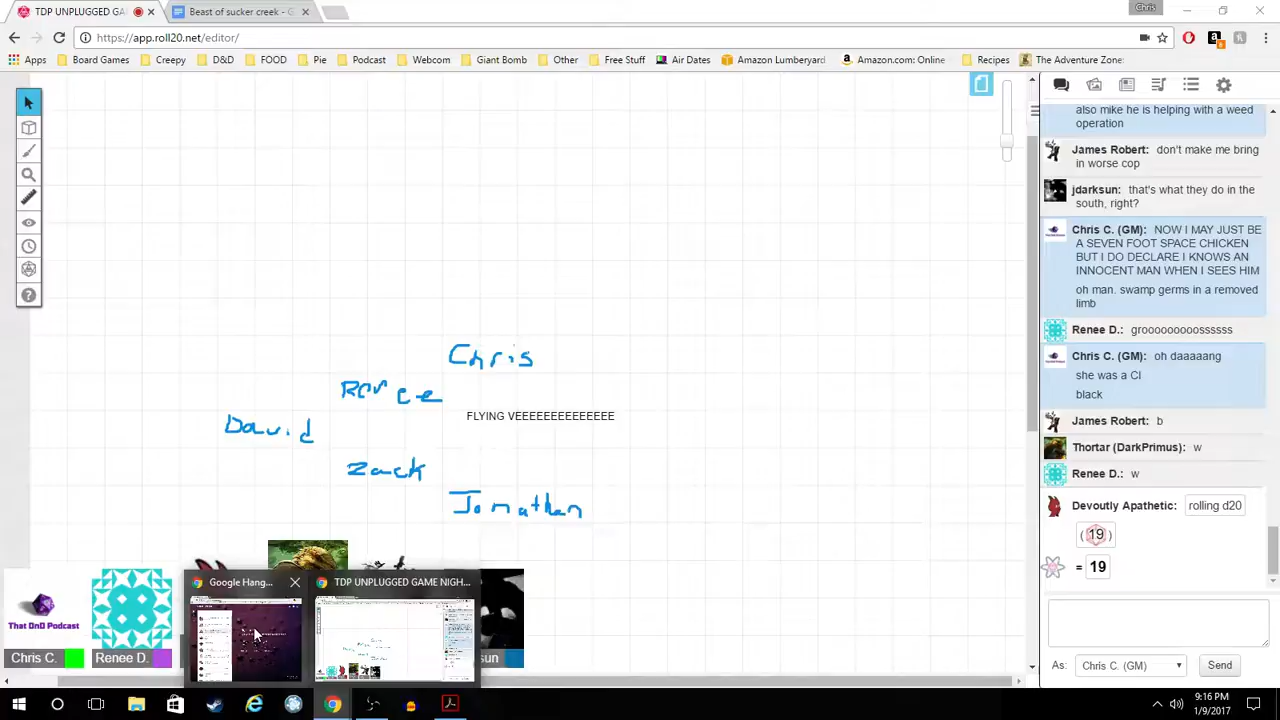 TDP UNPLUGGED GA
Beast of sucker creek - G
Chris
https://app.roll20.net/editor/
Apps Board Games Creepy D&D FOOD Pie Podcast Webcom Giant Bomb Other Free Stuff Air Dates Amazon Lumberyard Amazon.com: Online Recipes The Adventure Zone
also mike he is helping with a weed
operation
James Robert: don't make me bring
in worse cop
jdarksun: that's what they do in the
south, right?
Chris C. (GM): NOW I MAY JUST BE
A SEVEN FOOT SPACE CHICKEN
BUT I DO DECLARE I KNOWS AN
INNOCENT MAN WHEN I SEES HIM
oh man. swamp germs in a removed
limb
Renee D.: grooooooooossssss
Chris C. (GM): oh daaaaang
she was a CI
black
James Robert: b
Thortar (DarkPrimus): w
Renee D.: w
Devoutly Apathetic: rolling d20
(19)
= 19
As: Chris C. (GM) Send
Chris
Renee
FLYING VEEEEEEEEEEEEEE
David
Zack
Jonathan
Google Hang...
TDP UNPLUGGED GAME NIGH...
That DnD Podcast
Chris C.
Renee D.
sun
9:16 PM
1/9/2017